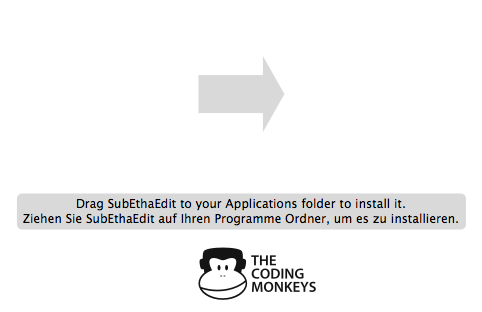 Drag SubEthaEdit to your Applications folder to install it.
Ziehen Sie SubEthaEdit auf Ihren Programme Ordner, um es zu installieren.
THE
CODING
MONKEYS